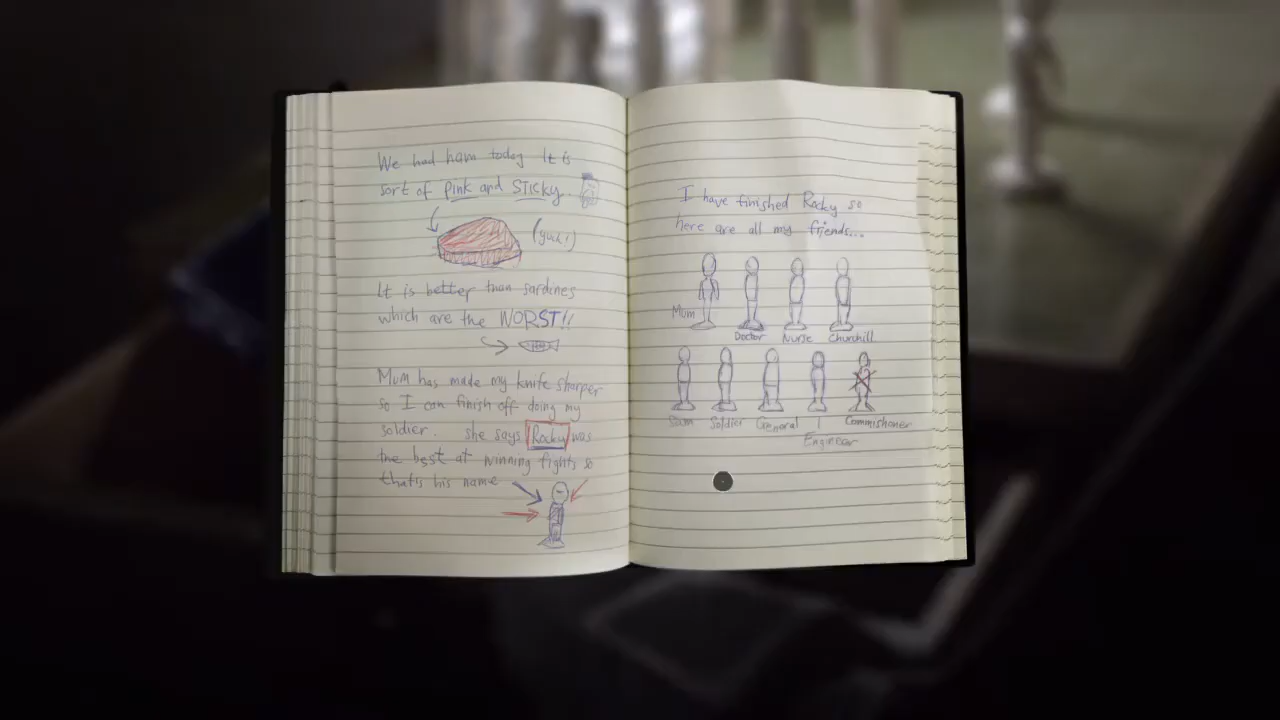 We had ham today It is
sort of Pink and STICKY.
(yuck!)
It is better than sardines
which are the WORST!!
Mum has made my knife sharper
so I can finish off doing my
soldier. She says Rocky was
the best at winning fights so
that's his name
I have finished Rocky so
here are all my friends...
Mum
Doctor Nurse Churchill
Soldier General I Commishoner
Engineer